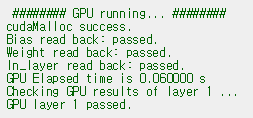 ######## GPU running... #######
cudaMalloc success.
Bias read back: passed.
Weight read back: passed.
In_layer read back: passed.
GPU Elapsed time is 0.060000 s
Checking GPU results of layer 1 ...
GPU layer 1 passed.